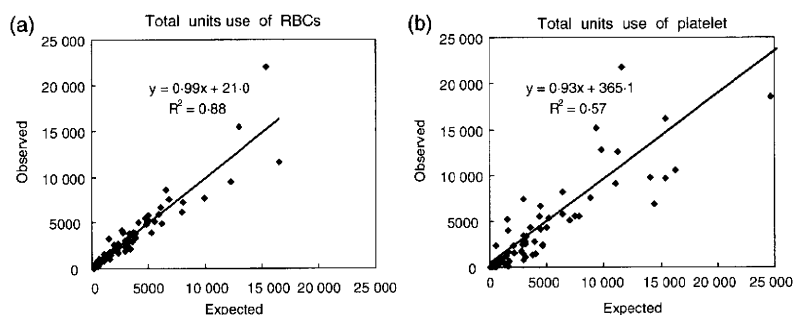 (a)
Total units use of RBCs
25 000
20 000
15 000
10 000
5000
0
Observed
y = 0·99x + 21·0
R² = 0·88
0 5000 10 000 15 000 20 000 25 000
Expected
(b)
Total units use of platelet
25 000
20 000
15 000
10 000
5000
0
Observed
y = 0·93x + 365·1
R² = 0·57
0 5000 10 000 15 000 20 000 25 000
Expected